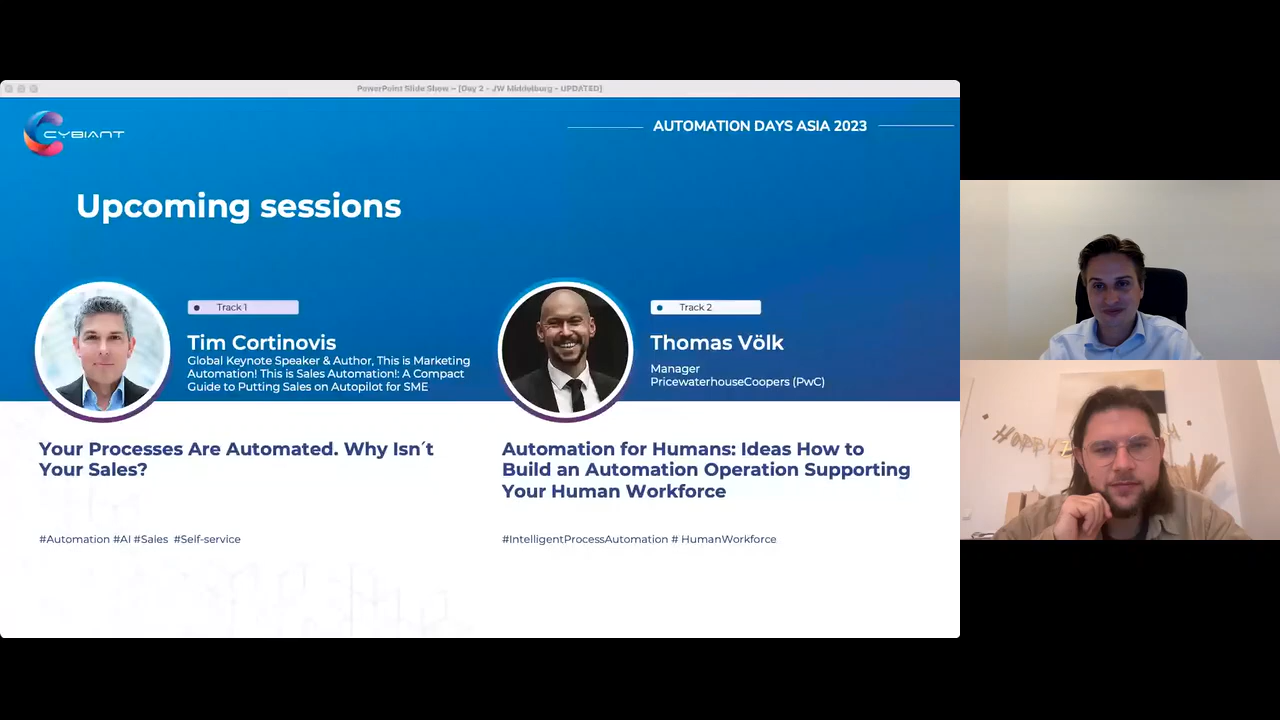 PowerPoint Slide Show - [Day 2 - JW Middelburg - UPDATED]
CYBIANT
AUTOMATION DAYS ASIA 2023
Upcoming sessions
Track 1
Tim Cortinovis
Global Keynote Speaker & Author, This is Marketing
Automation! This is Sales Automation!: A Compact
Guide to Putting Sales on Autopilot for SME
Your Processes Are Automated. Why Isn´t
Your Sales?
#Automation #AI #Sales #Self-service
Track 2
Thomas Völk
Manager
PricewaterhouseCoopers (PwC)
Automation for Humans: Ideas How to
Build an Automation Operation Supporting
Your Human Workforce
#IntelligentProcessAutomation # HumanWorkforce
HAPPY